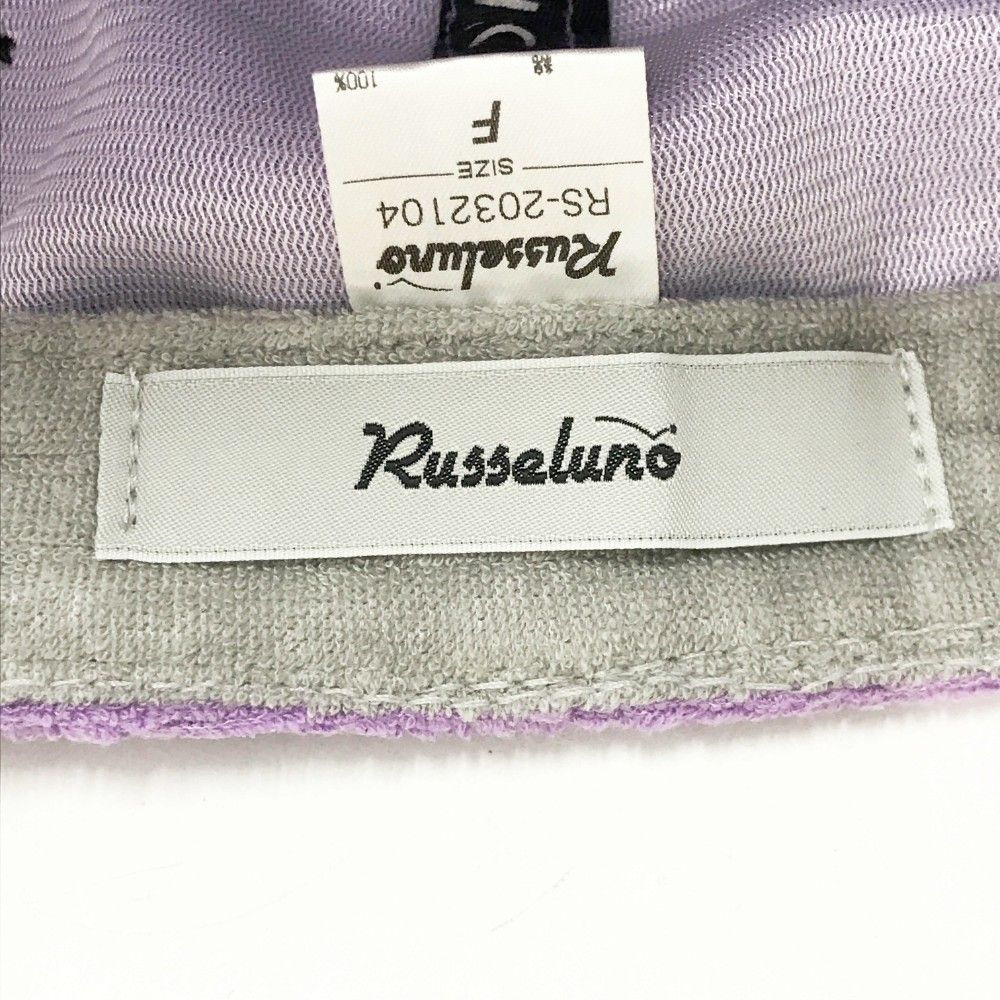 Russeluno
RS-2032104
SIZE
F
100%
Russeluno